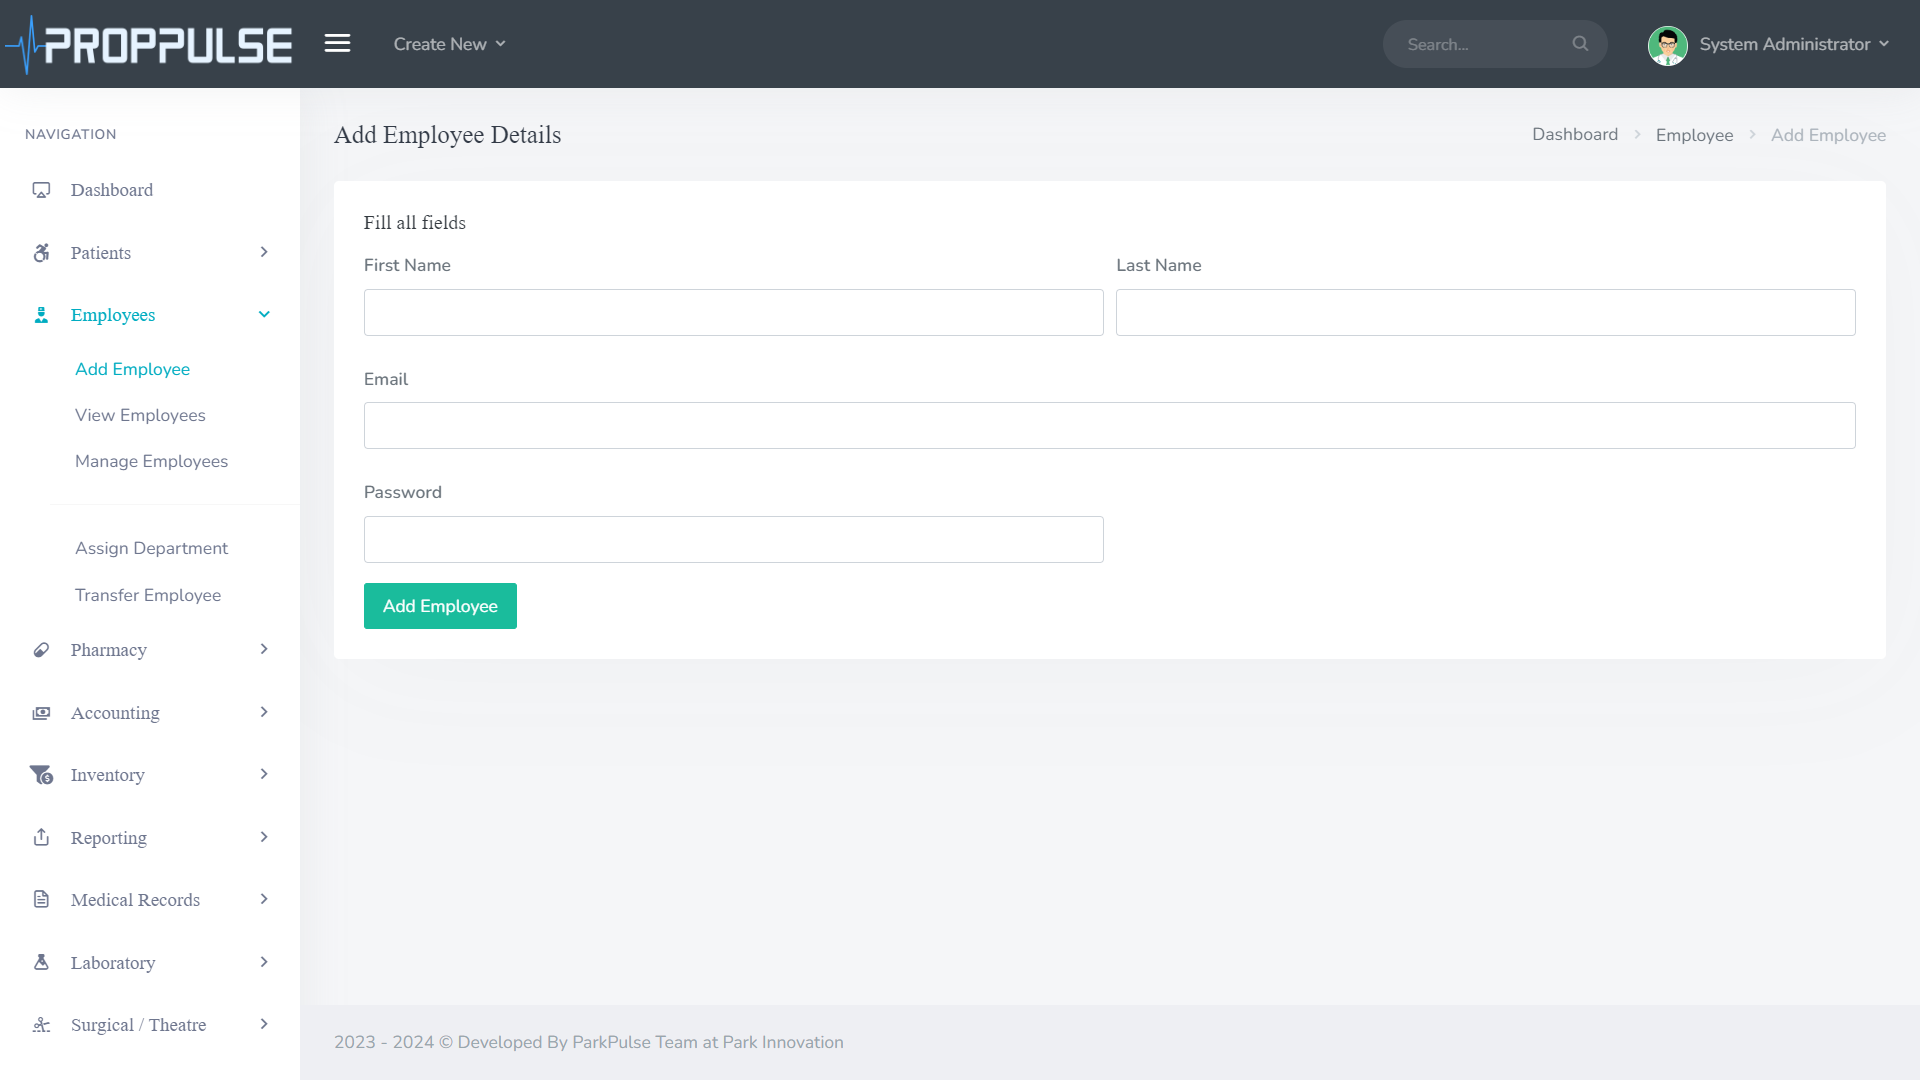 PROPPULSE
Create New
Search...
System Administrator
NAVIGATION
Dashboard
Patients
Employees
Add Employee
View Employees
Manage Employees
Assign Department
Transfer Employee
Pharmacy
Accounting
Inventory
Reporting
Medical Records
Laboratory
Surgical / Theatre
Add Employee Details
Dashboard > Employee > Add Employee
Fill all fields
First Name
Last Name
Email
Password
Add Employee
2023 - 2024 © Developed By ParkPulse Team at Park Innovation